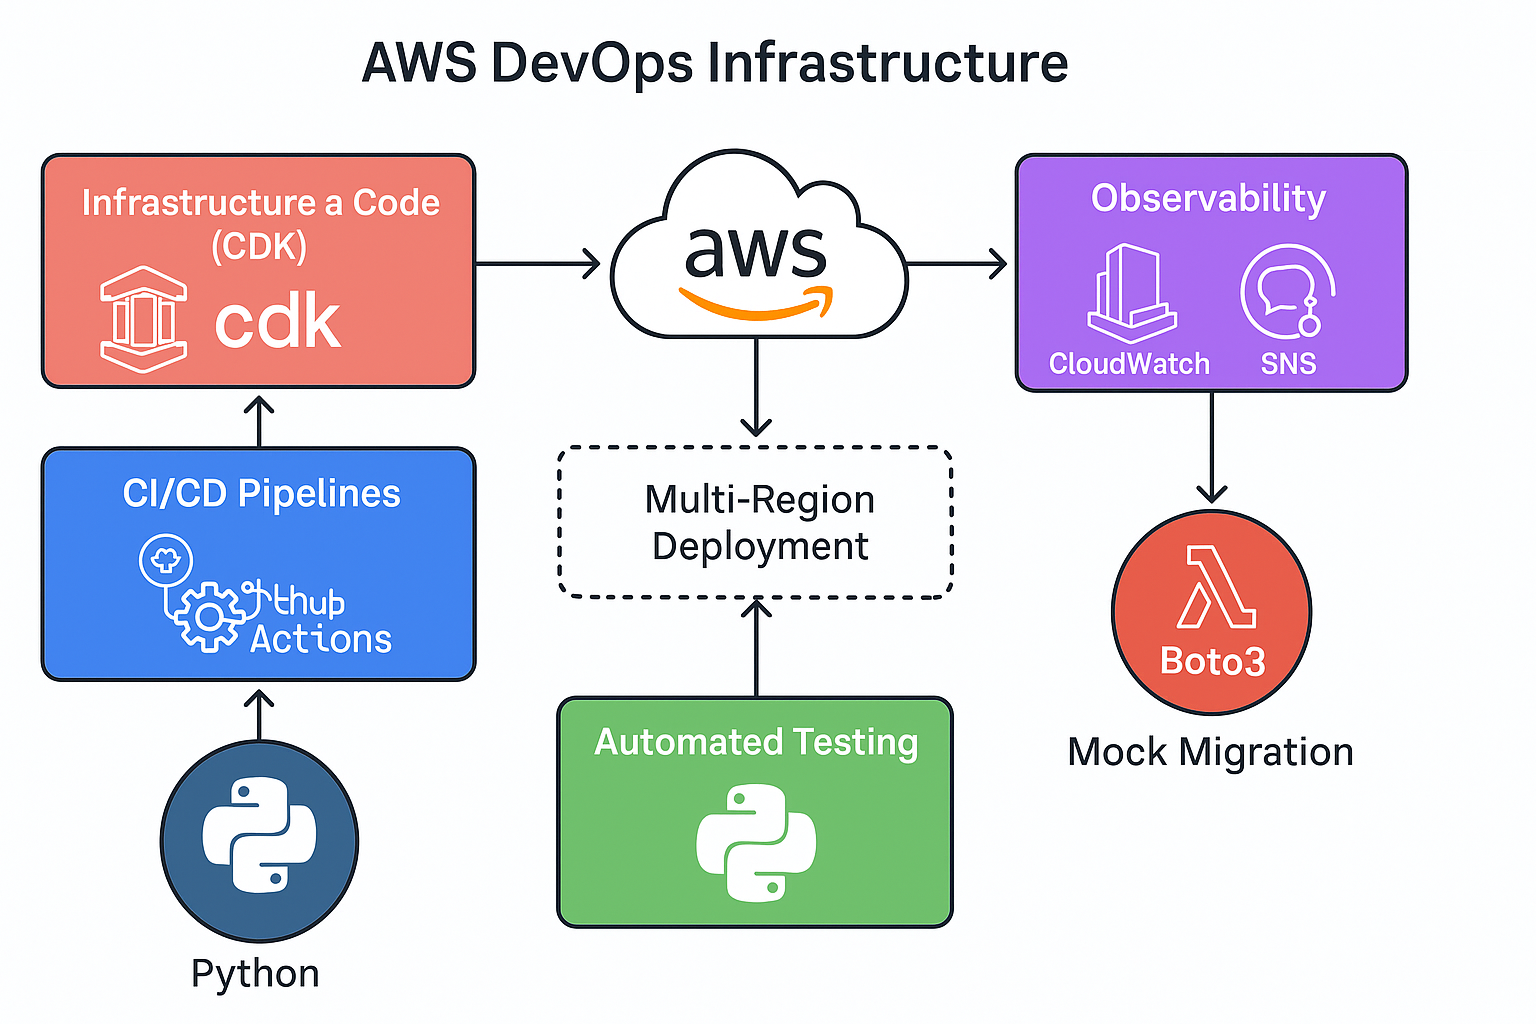 AWS DevOps Infrastructure
Infrastructure a Code
(CDK)
cdk
aws
Observability
CloudWatch
SNS
CI/CD Pipelines
thub
Actions
Multi-Region
Deployment
Boto3
Mock Migration
Automated Testing
Python